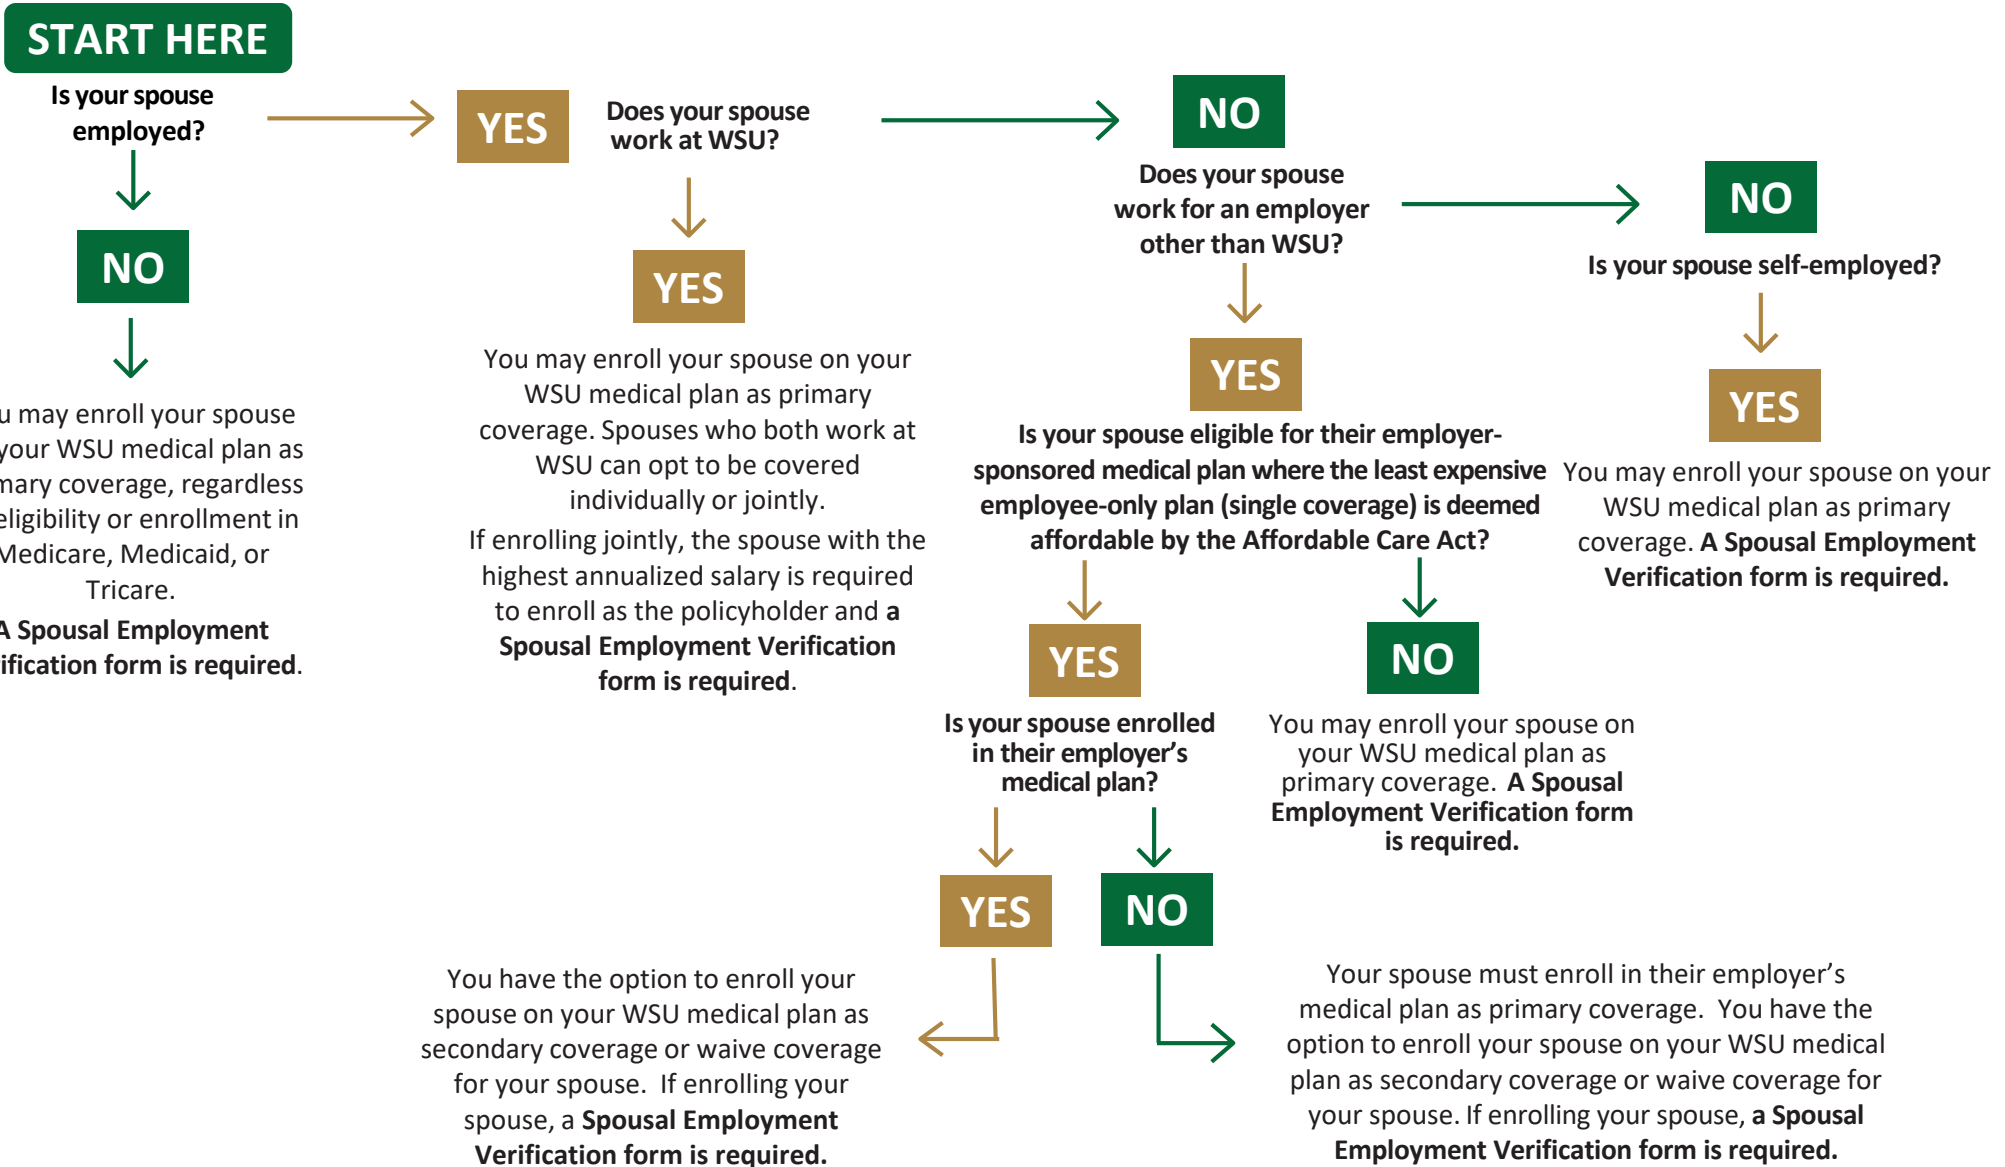 START HERE
Is your spouse
employed?
NO
may enroll your spouse
your WSU medical plan as
coverage, regardless
eligibility or enrollment in
Medicare, Medicaid, or
Tricare.
A Spousal Employment
form is required.
YES
Does your spouse
work at WSU?
YES
You may enroll your spouse on your
WSU medical plan as primary
coverage. Spouses who both work at
WSU can opt to be covered
individually or jointly.
If enrolling jointly, the spouse with the
highest annualized salary is required
to enroll as the policyholder and a
Spousal Employment Verification
form is required.
NO
Does your spouse
work for an employer
other than WSU?
YES
Is your spouse eligible for their employer-
sponsored medical plan where the least expensive
employee-only plan (single coverage) is deemed
affordable by the Affordable Care Act?
YES
Is your spouse enrolled
in their employer’s
medical plan?
YES
You have the option to enroll your
spouse on your WSU medical plan as
secondary coverage or waive coverage
for your spouse. If enrolling your
spouse, a Spousal Employment
Verification form is required.
NO
Your spouse must enroll in their employer’s
medical plan as primary coverage. You have the
option to enroll your spouse on your WSU medical
plan as secondary coverage or waive coverage for
your spouse. If enrolling your spouse, a Spousal
Employment Verification form is required.
NO
You may enroll your spouse on
your WSU medical plan as
primary coverage. A Spousal
Employment Verification form
is required.
NO
Is your spouse self-employed?
YES
You may enroll your spouse on your
WSU medical plan as primary
coverage. A Spousal Employment
Verification form is required.